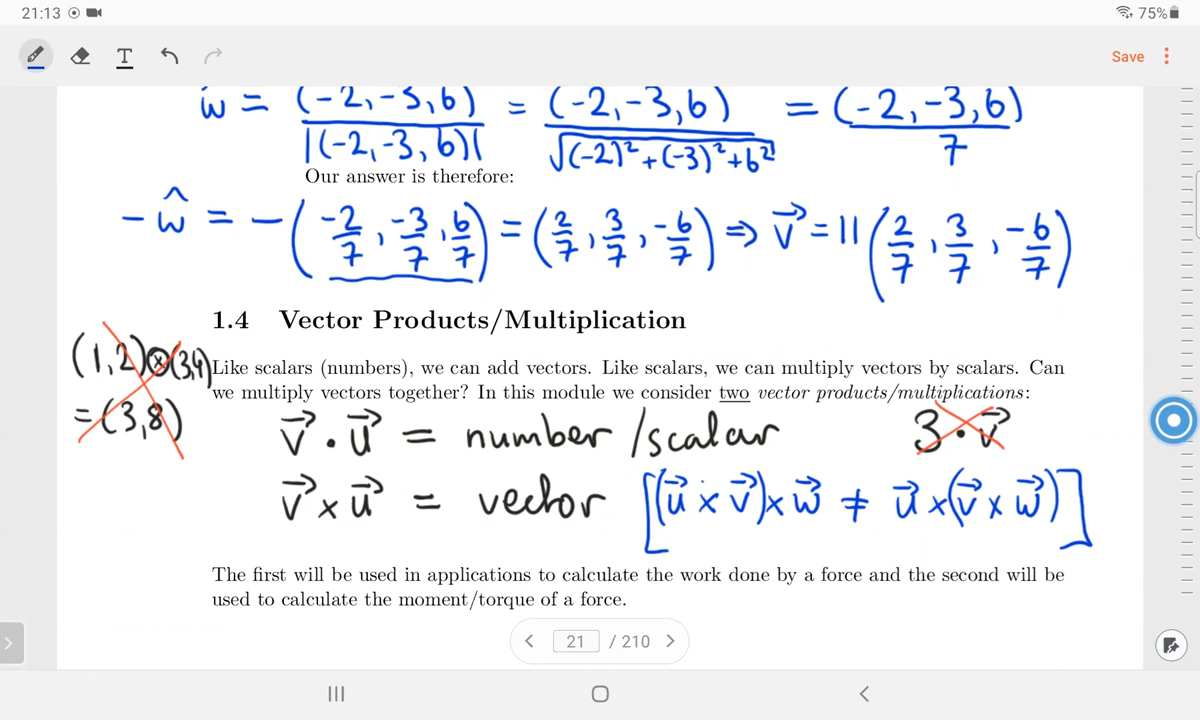 21:13
75%
T
Save
ŵ = (-2,-3,6) / |(-2,-3,6)| = (-2,-3,6) / √(-2)²+(-3)²+6² = (-2,-3,6) / 7
Our answer is therefore:
-ŵ = -(-2/7, -3/7, 6/7) = (2/7, 3/7, -6/7) ⇒ v⃗ = 11(2/7, 3/7, -6/7)
1.4 Vector Products/Multiplication
(1,2)⊗(3,4)
= (3,8)
Like scalars (numbers), we can add vectors. Like scalars, we can multiply vectors by scalars. Can
we multiply vectors together? In this module we consider two vector products/multiplications:
v⃗ . u⃗ = number/scalar 3 · v⃗
v⃗ × u⃗ = vector [(u⃗ × v⃗) × w⃗ ≠ u⃗ × (v⃗ × w⃗)]
The first will be used in applications to calculate the work done by a force and the second will be
used to calculate the moment/torque of a force.
21 / 210